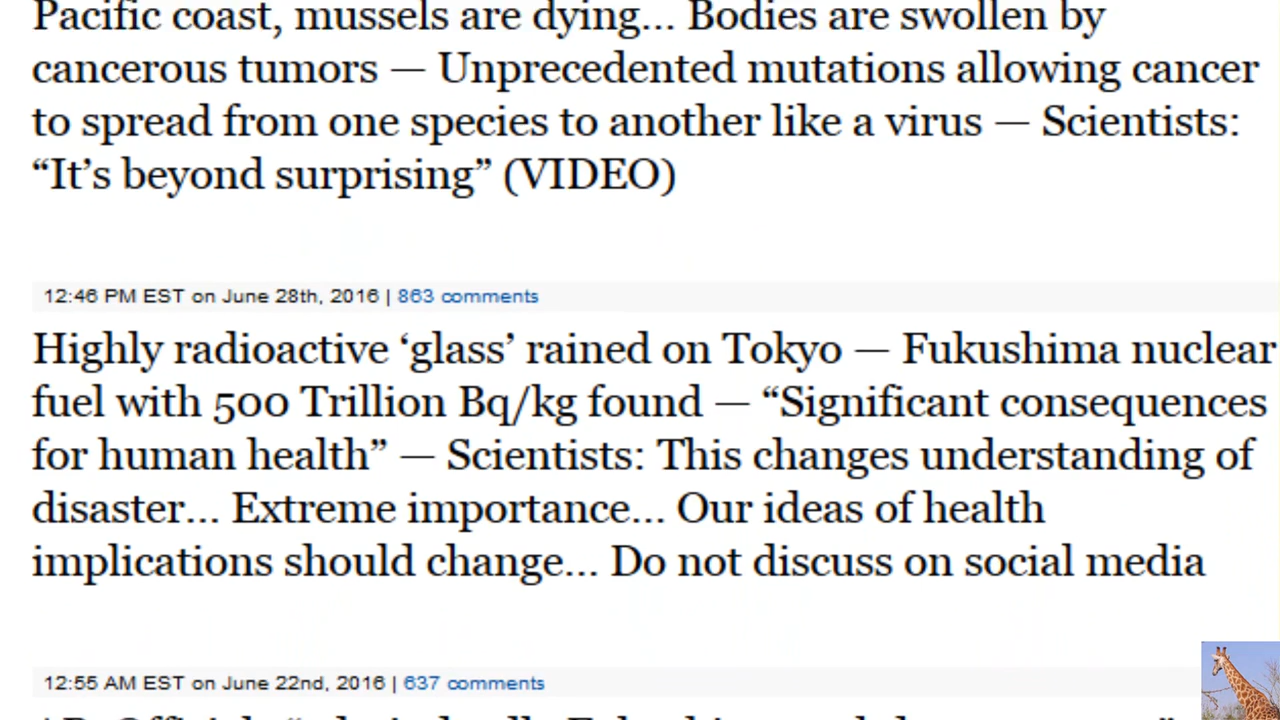 Pacific coast, mussels are dying… Bodies are swollen by
cancerous tumors — Unprecedented mutations allowing cancer
to spread from one species to another like a virus — Scientists:
“It’s beyond surprising” (VIDEO)
12:46 PM EST on June 28th, 2016 | 863 comments
Highly radioactive ‘glass’ rained on Tokyo — Fukushima nuclear
fuel with 500 Trillion Bq/kg found — “Significant consequences
for human health” — Scientists: This changes understanding of
disaster… Extreme importance… Our ideas of health
implications should change… Do not discuss on social media
12:55 AM EST on June 22nd, 2016 | 637 comments